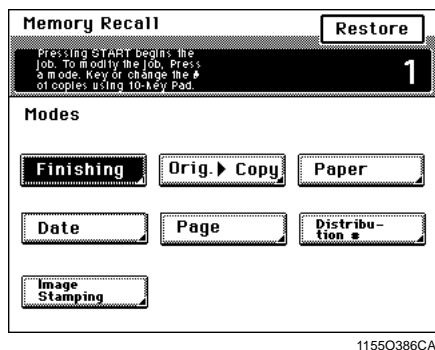 Memory Recall
Restore
Pressing START begins the
job. To modify the job, Press
a mode. Key or change the #
of copies using 10-key Pad.
1
Modes
Finishing
Orig.▶ Copy
Paper
Date
Page
Distribu-
tion #
Image
Stamping
1155O386CA